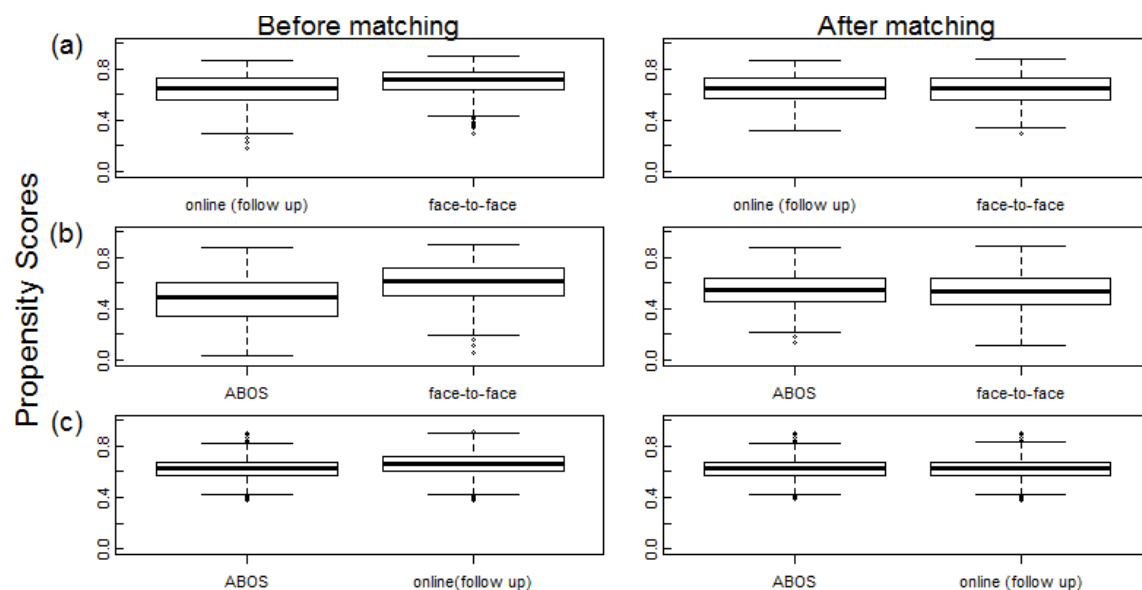 Before matching After matching
(a)
0.8
0.4
0.0
online (follow up) face-to-face
0.8
0.4
0.0
online (follow up) face-to-face
Propensity Scores
(b)
0.8
0.4
0.0
ABOS face-to-face
0.8
0.4
0.0
ABOS face-to-face
(c)
0.8
0.4
0.0
ABOS online(follow up)
0.8
0.4
0.0
ABOS online (follow up)